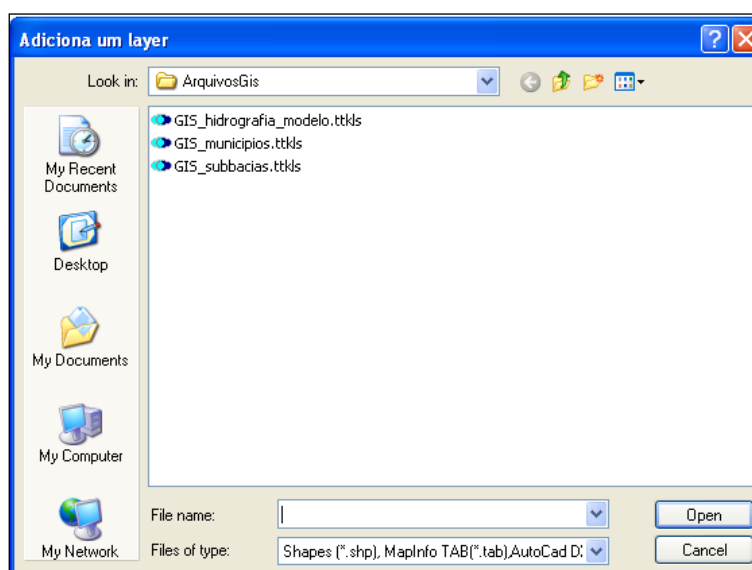 Adiciona um layer
Look in:
ArquivosGis
GIS_hidrografia_modelo.ttkls
GIS_municipios.ttkls
GIS_subbacias.ttkls
My Recent
Documents
Desktop
My Documents
My Computer
My Network
File name:
Open
Files of type:
Shapes (*.shp), MapInfo TAB(*.tab),AutoCad D
Cancel